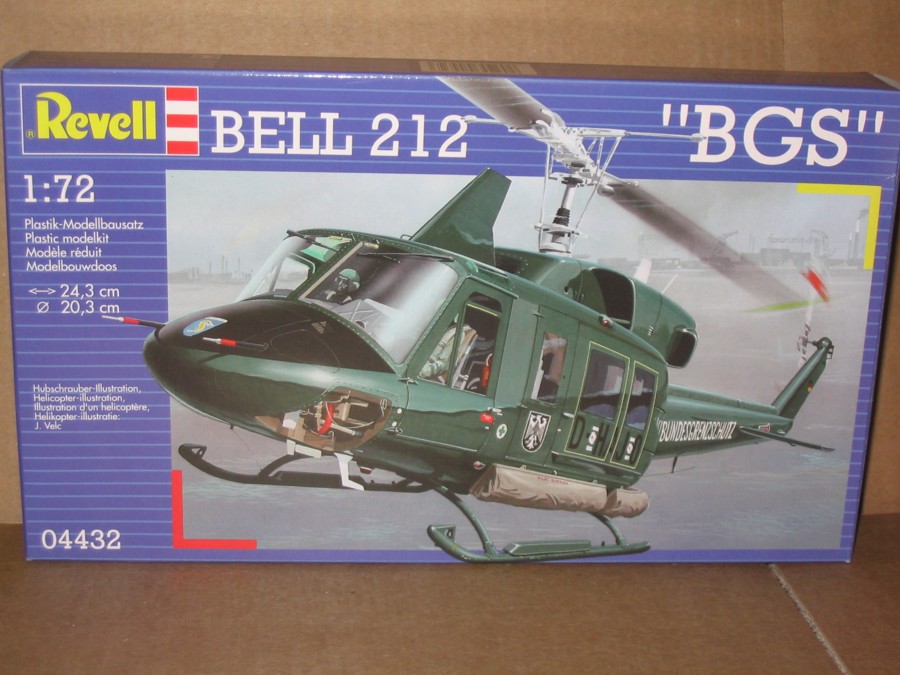 ® Revell
BELL 212 "BGS"
1:72
Plastik-Modellbausatz
Plastic modelkit
Modèle réduit
Modelbouwdoos
24,3 cm
Ø 20,3 cm
Hubschrauber-Illustration,
Helicopter-illustration,
Illustration d'un helicoptère,
Helikopter-illustratie:
J. Velc
04432
BUNDESGRENZSCHUTZ